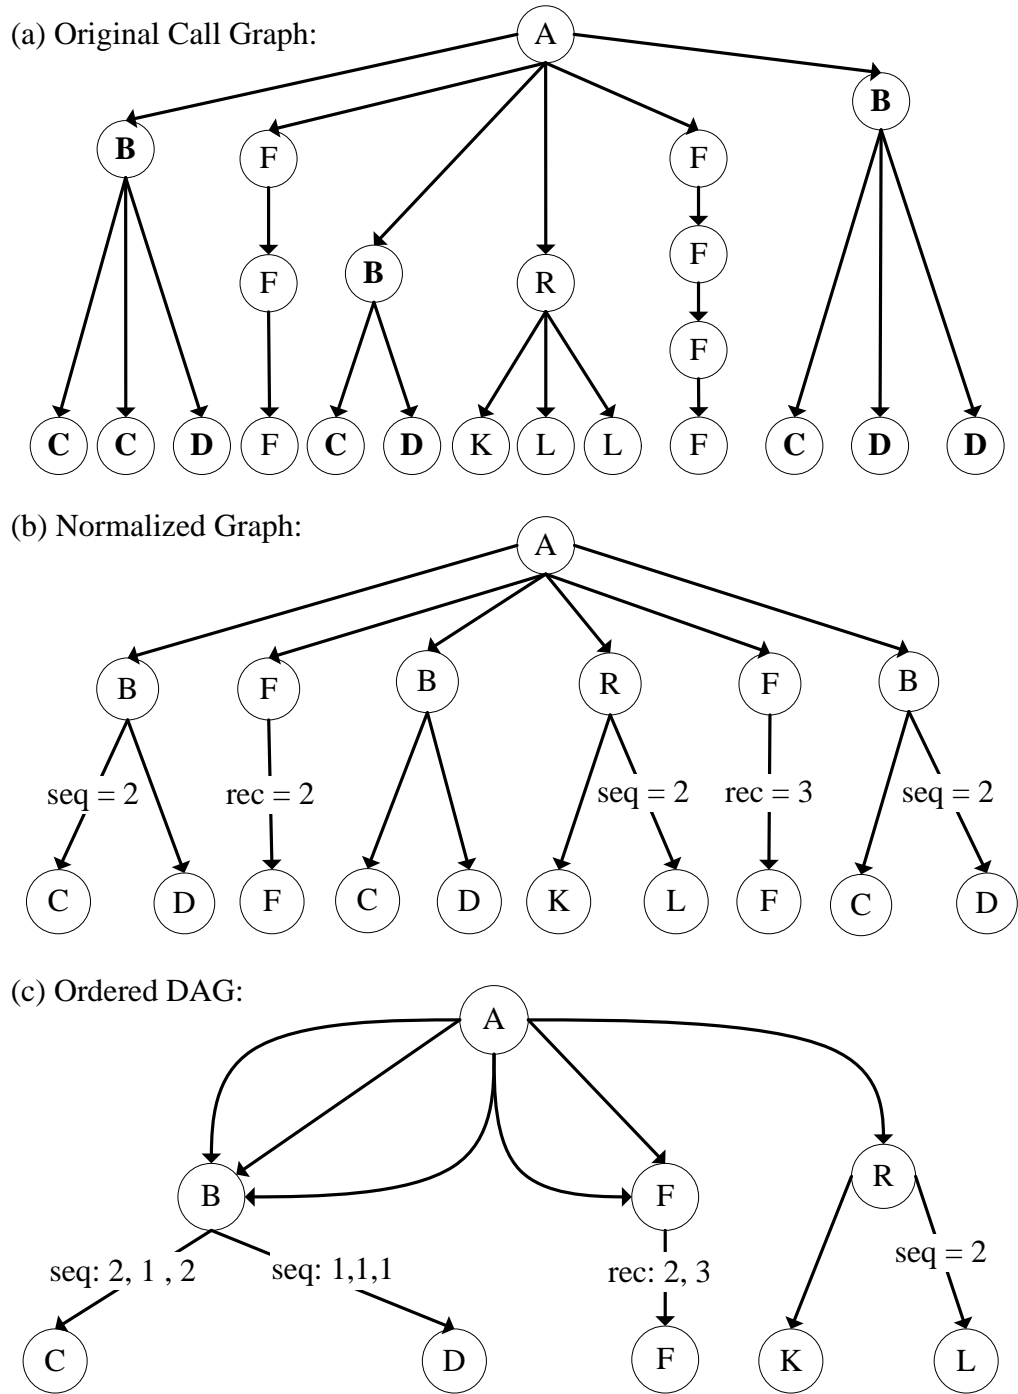 (a) Original Call Graph:
A
B F B R F B
F F
F
C C D F C D K L L F C D D
(b) Normalized Graph:
A
B F B R F B
seq = 2 rec = 2 seq = 2 rec = 3 seq = 2
C D F C D K L F C D
(c) Ordered DAG:
A
B F R
seq: 2, 1 , 2 seq: 1,1,1 rec: 2, 3 seq = 2
C D F K L